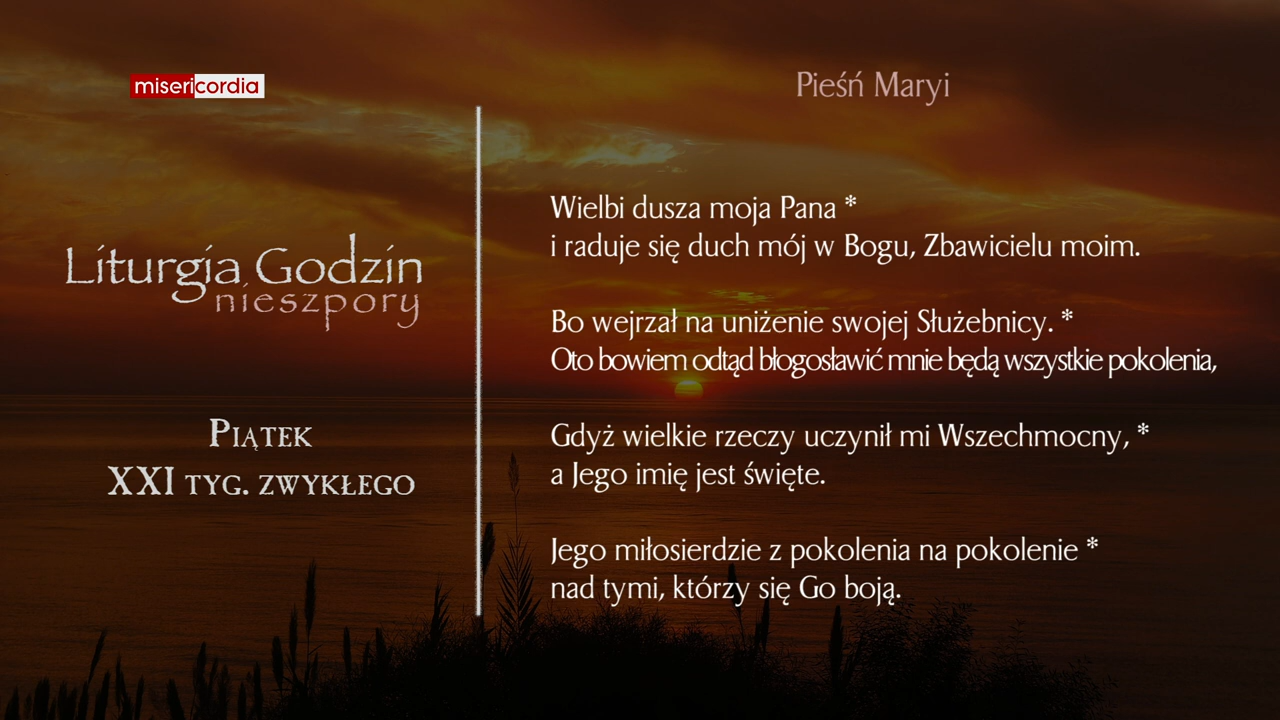 misericordia
Liturgia Godzin
nieszpory
Piątek
XXI tyg. zwykłego
Pieśń Maryi
Wielbi dusza moja Pana *
i raduje się duch mój w Bogu, Zbawicielu moim.
Bo wejrzał na uniżenie swojej Służebnicy. *
Oto bowiem odtąd błogosławić mnie będą wszystkie pokolenia,
Gdyż wielkie rzeczy uczynił mi Wszechmocny, *
a Jego imię jest święte.
Jego miłosierdzie z pokolenia na pokolenie *
nad tymi, którzy się Go boją.